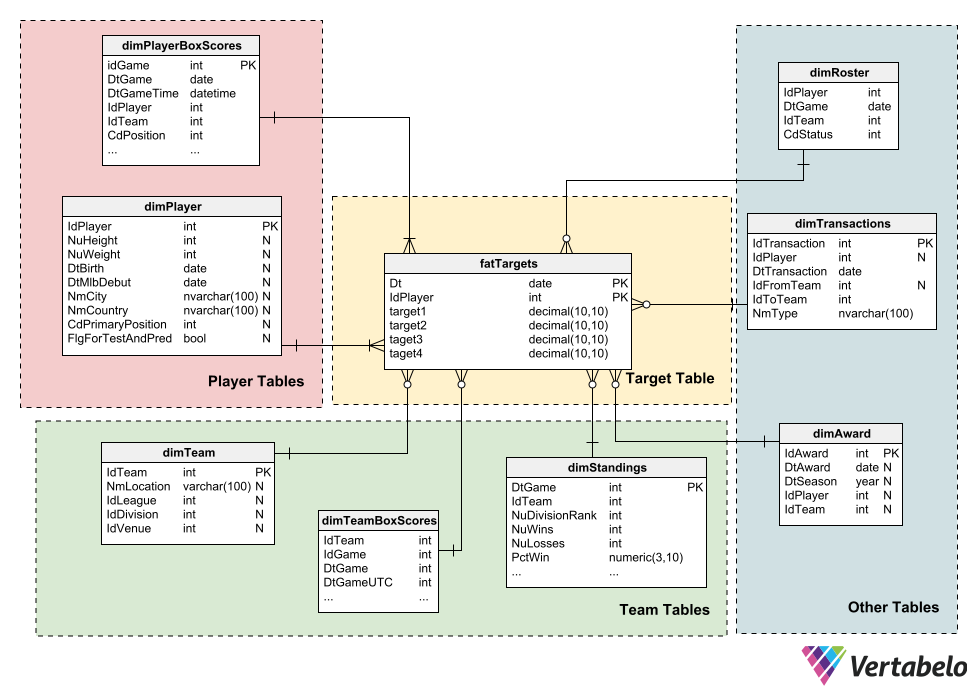 dimPlayerBoxScores
idGame int PK
DtGame date
DtGameTime datetime
IdPlayer int
IdTeam int
CdPosition int
... ...
dimPlayer
IdPlayer int PK
NuHeight int N
NuWeight int N
DtBirth date N
DtMlbDebut date N
NmCity nvarchar(100) N
NmCountry nvarchar(100) N
CdPrimaryPosition int N
FlgForTestAndPred bool N
Player Tables
fatTargets
Dt date PK
IdPlayer int PK
target1 decimal(10,10)
target2 decimal(10,10)
taget3 decimal(10,10)
taget4 decimal(10,10)
Target Table
dimRoster
IdPlayer int
DtGame date
IdTeam int
CdStatus int
dimTransactions
IdTransaction int PK
IdPlayer int N
DtTransaction date
IdFromTeam int N
IdToTeam int
NmType nvarchar(100)
dimAward
IdAward int PK
DtAward date N
DtSeason year N
IdPlayer int N
IdTeam int N
Other Tables
dimTeam
IdTeam int PK
NmLocation varchar(100) N
IdLeague int N
IdDivision int N
IdVenue int N
dimTeamBoxScores
IdTeam int
IdGame int
DtGame int
DtGameUTC int
... ...
dimStandings
DtGame int PK
IdTeam int
NuDivisionRank int
NuWins int
NuLosses int
PctWin numeric(3,10)
... ...
Team Tables
Vertabelo